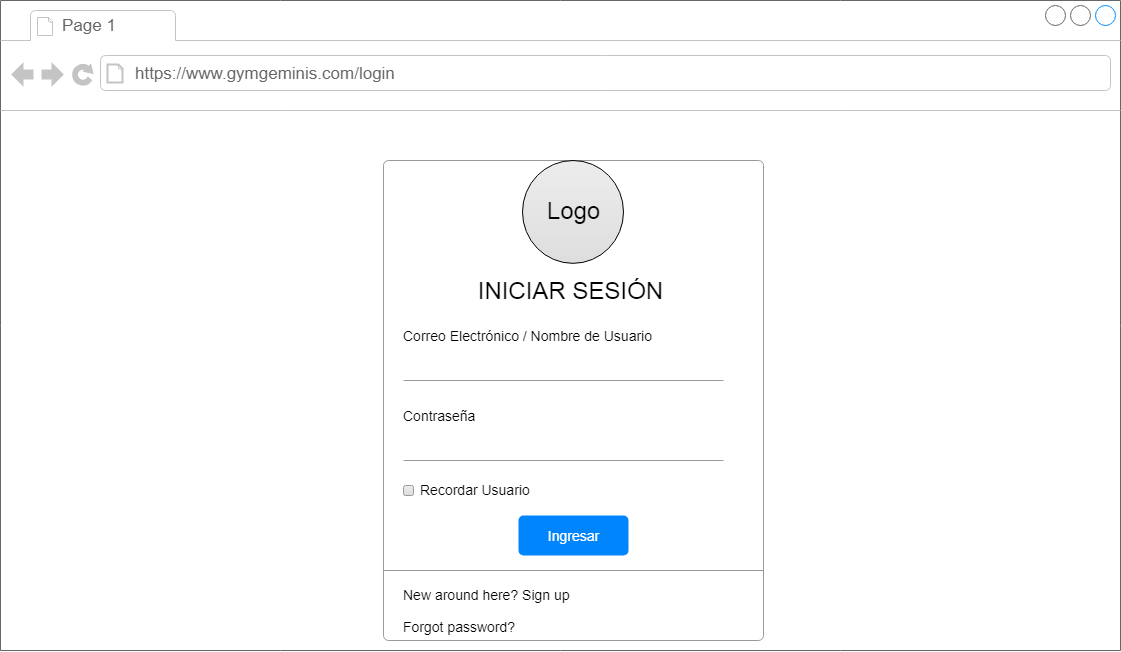 Page 1
https://www.gymgeminis.com/login
Logo
INICIAR SESIÓN
Correo Electrónico / Nombre de Usuario
Contraseña
Recordar Usuario
Ingresar
New around here? Sign up
Forgot password?